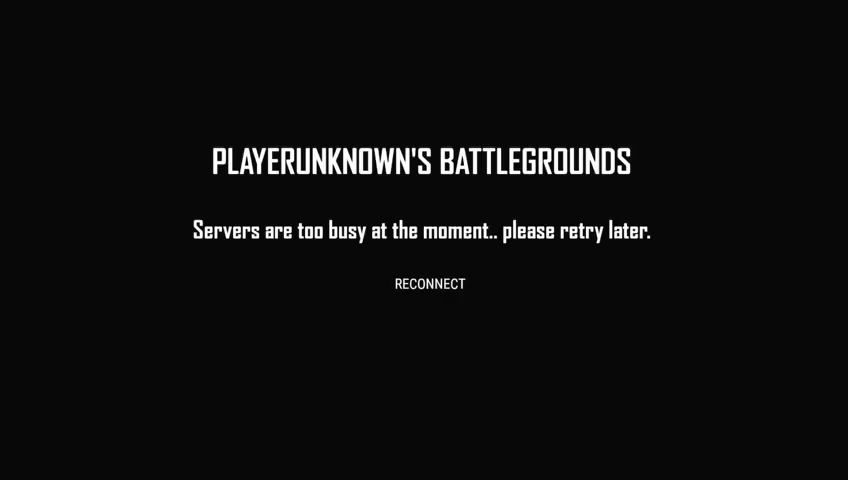 PLAYERUNKNOWN'S BATTLEGROUNDS
Servers are too busy at the moment.. please retry later.
RECONNECT